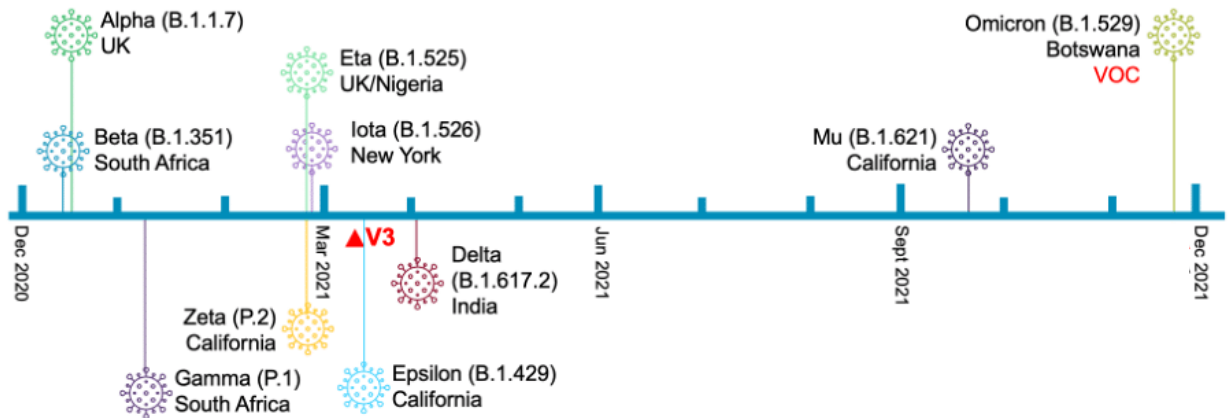 Alpha (B.1.1.7)
UK
Beta (B.1.351)
South Africa
Eta (B.1.525)
UK/Nigeria
Iota (B.1.526)
New York
Omicron (B.1.529)
Botswana
VOC
Mu (B.1.621)
California
Dec 2020
Mar 2021
Jun 2021
Sept 2021
Dec 2021
V3
Delta
(B.1.617.2)
India
Zeta (P.2)
California
Gamma (P.1)
South Africa
Epsilon (B.1.429)
California